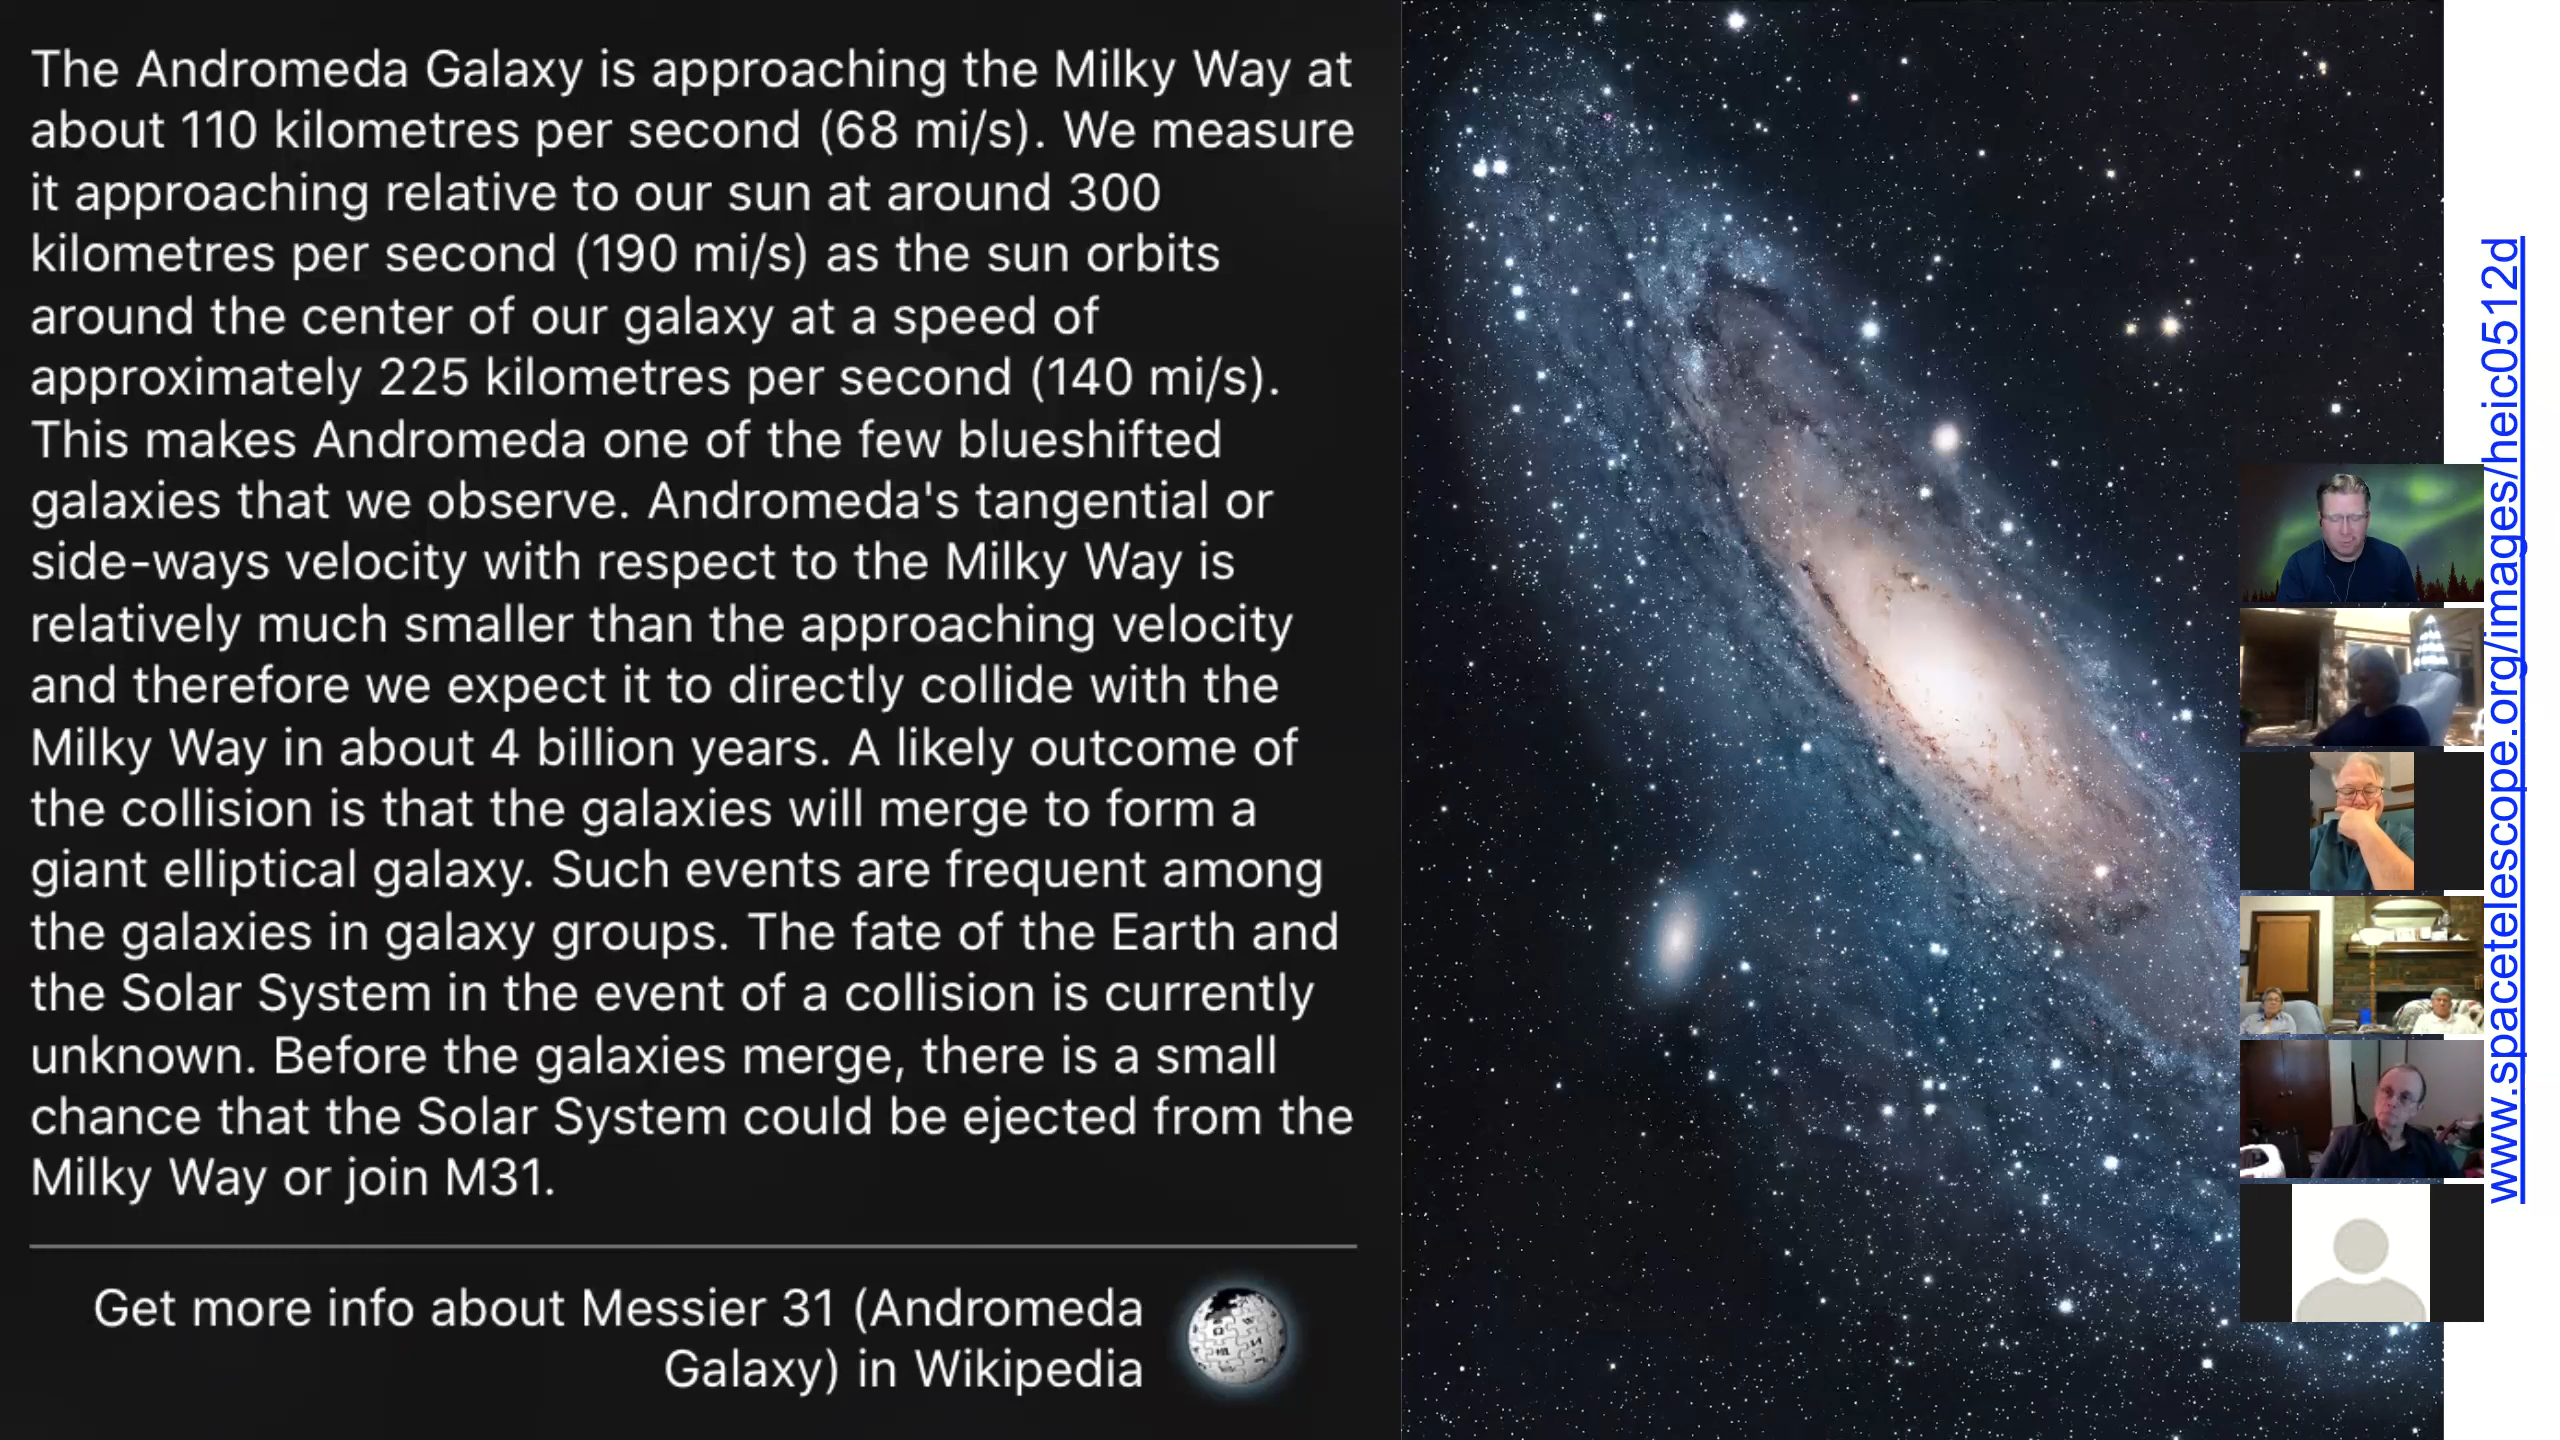 The Andromeda Galaxy is approaching the Milky Way at
about 110 kilometres per second (68 mi/s). We measure
it approaching relative to our sun at around 300
kilometres per second (190 mi/s) as the sun orbits
around the center of our galaxy at a speed of
approximately 225 kilometres per second (140 mi/s).
This makes Andromeda one of the few blueshifted
galaxies that we observe. Andromeda's tangential or
side-ways velocity with respect to the Milky Way is
relatively much smaller than the approaching velocity
and therefore we expect it to directly collide with the
Milky Way in about 4 billion years. A likely outcome of
the collision is that the galaxies will merge to form a
giant elliptical galaxy. Such events are frequent among
the galaxies in galaxy groups. The fate of the Earth and
the Solar System in the event of a collision is currently
unknown. Before the galaxies merge, there is a small
chance that the Solar System could be ejected from the
Milky Way or join M31.
Get more info about Messier 31 (Andromeda
Galaxy) in Wikipedia
www.spacetelescope.org/images/heic0512d